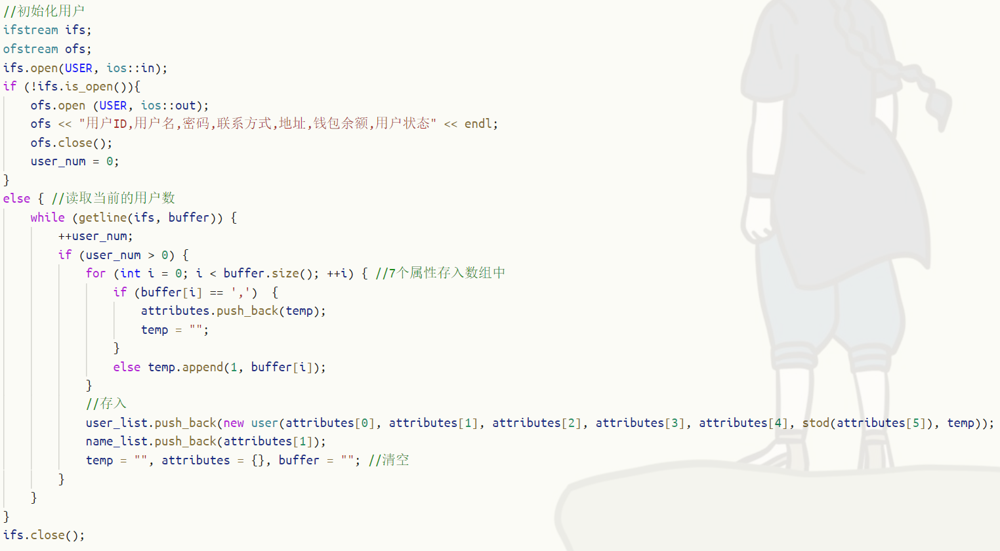 //初始化用户
ifstream ifs;
ofstream ofs;
ifs.open(USER, ios::in);
if (!ifs.is_open()){
    ofs.open (USER, ios::out);
    ofs << "用户ID,用户名,密码,联系方式,地址,钱包余额,用户状态" << endl;
    ofs.close();
    user_num = 0;
}
else { //读取当前的用户数
    while (getline(ifs, buffer)) {
        ++user_num;
        if (user_num > 0) {
            for (int i = 0; i < buffer.size(); ++i) { //7个属性存入数组中
                if (buffer[i] == ',')  {
                    attributes.push_back(temp);
                    temp = "";
                }
                else temp.append(1, buffer[i]);
            }
            //存入
            user_list.push_back(new user(attributes[0], attributes[1], attributes[2], attributes[3], attributes[4], stod(attributes[5]), temp));
            name_list.push_back(attributes[1]);
            temp = "", attributes = {}, buffer = ""; //清空
        }
    }
}
ifs.close();